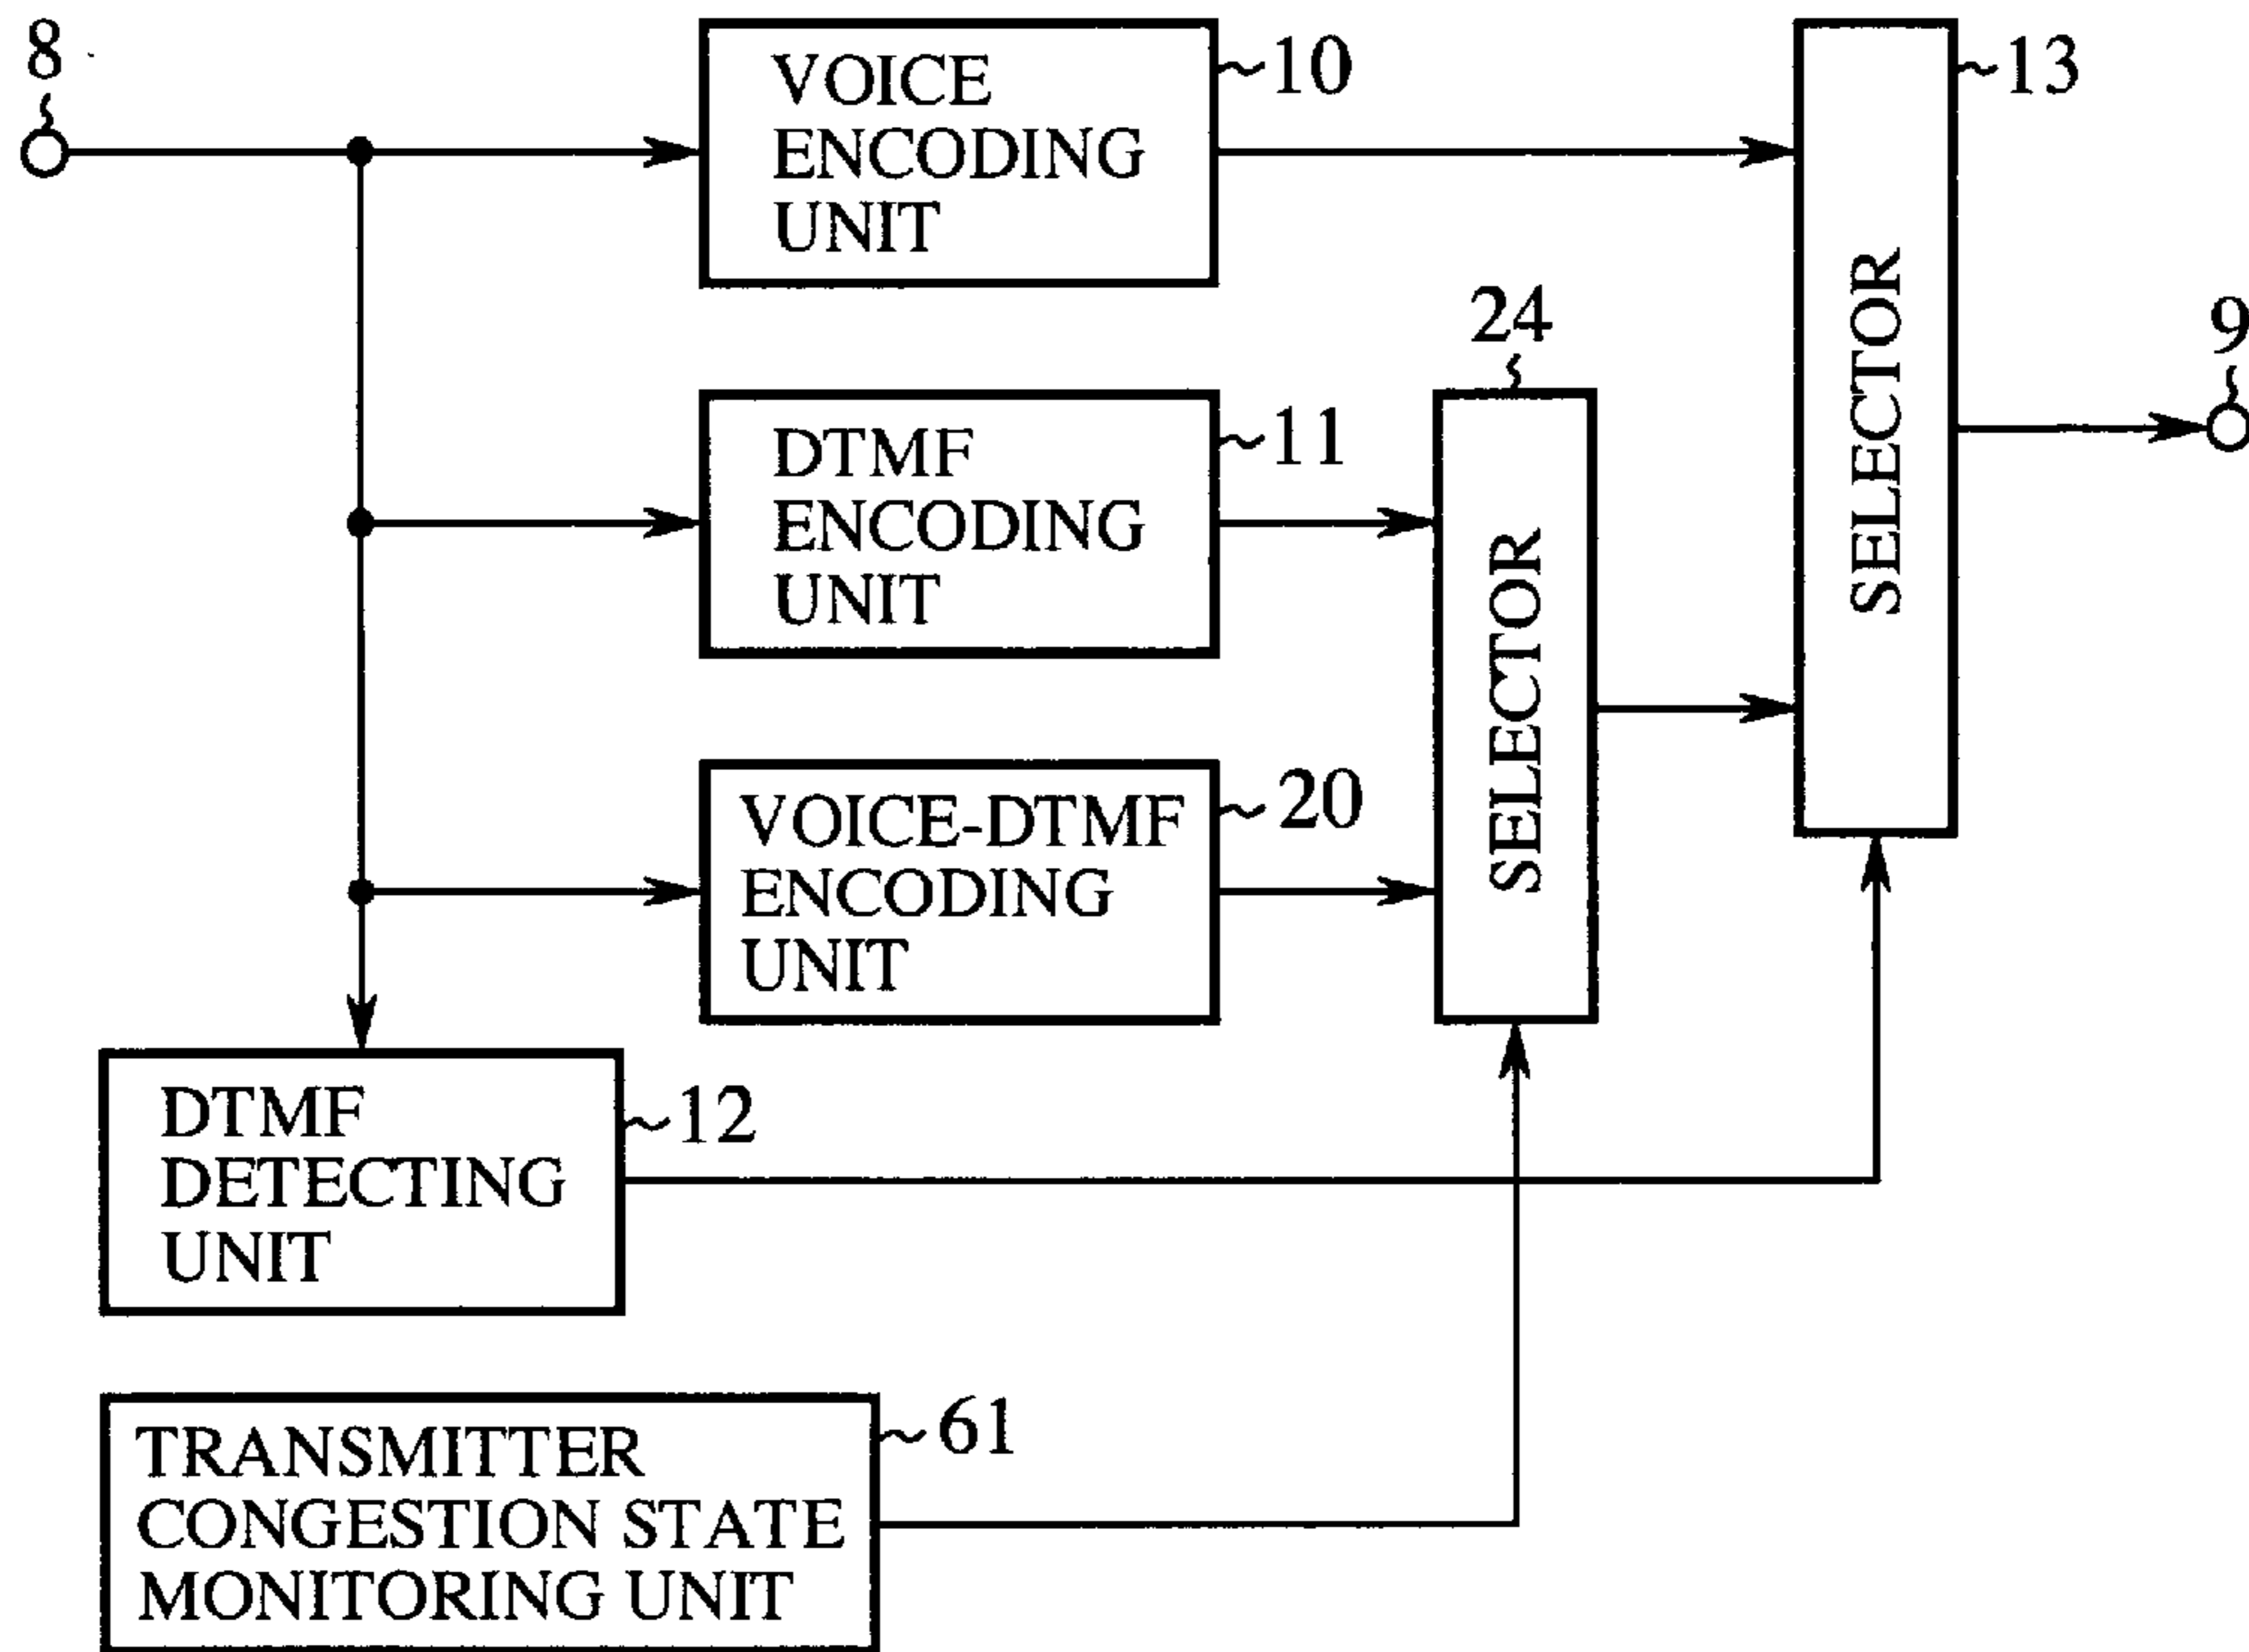 8
VOICE
ENCODING
UNIT
10
13
SELECTOR
24
9
DTMF
ENCODING
UNIT
11
SELECTOR
VOICE-DTMF
ENCODING
UNIT
20
DTMF
DETECTING
UNIT
12
TRANSMITTER
CONGESTION STATE
MONITORING UNIT
61